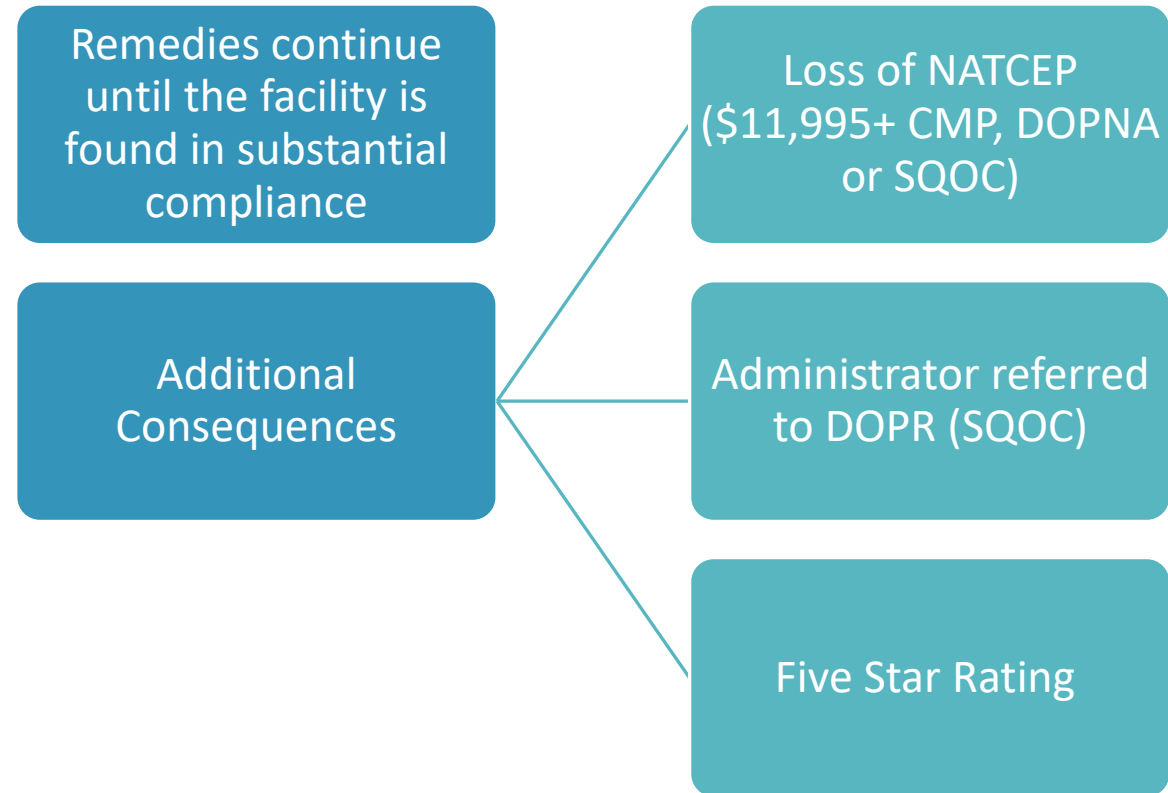 Remedies continue
until the facility is
found in substantial
compliance
Additional
Consequences
Loss of NATCEP
($11,995+ CMP, DOPNA
or SQOC)
Administrator referred
to DOPR (SQOC)
Five Star Rating